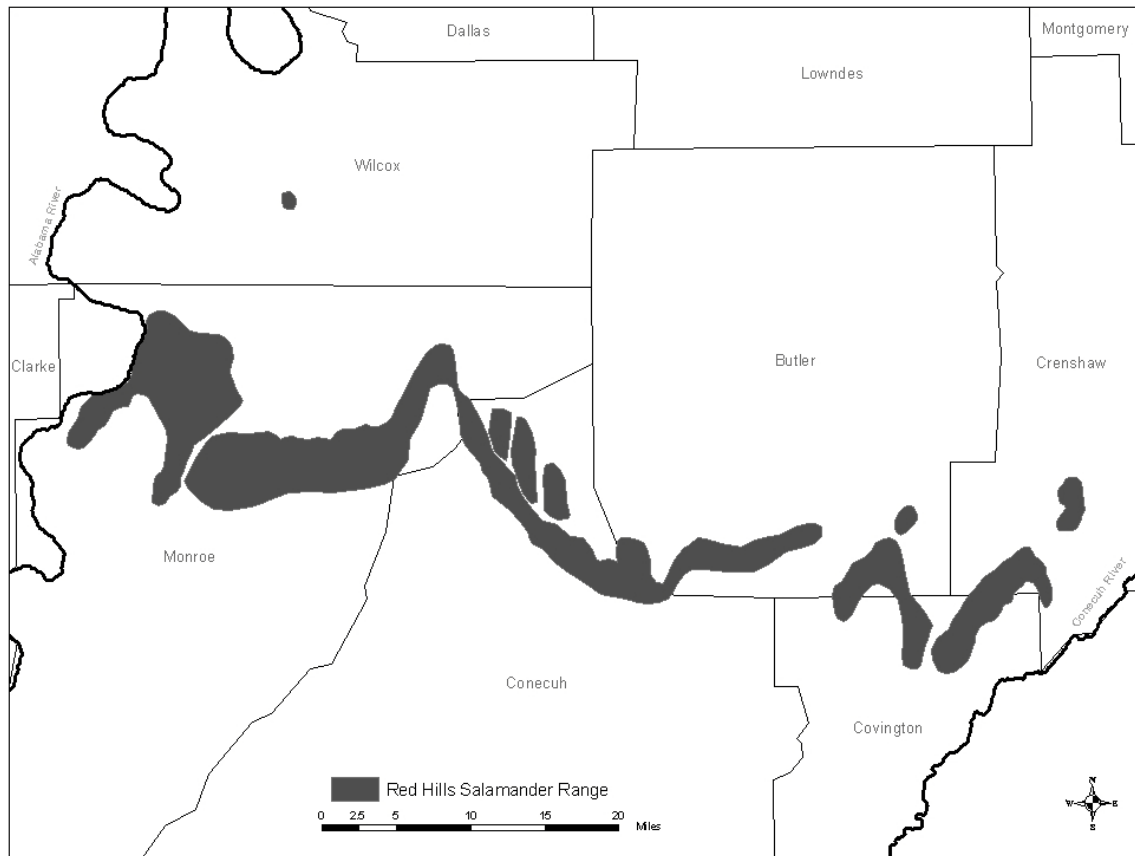 Dallas
Montgomery
Lowndes
Wilcox
Alabama River
Clarke
Butler
Crenshaw
Monroe
Conecuh River
Conecuh
Covington
Red Hills Salamander Range
0 2.5 5 10 15 20
Miles
N
W E
S